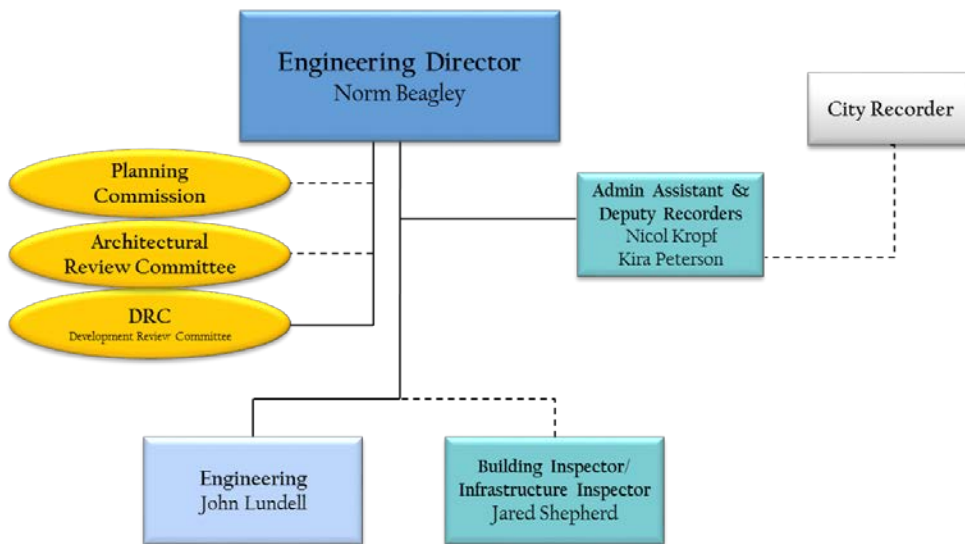 Engineering Director
Norm Beagley
City Recorder
Planning
Commission
Admin Assistant &
Deputy Recorders
Nicol Kropf
Kira Peterson
Architectural
Review Committee
DRC
Development Review Committee
Engineering
John Lundell
Building Inspector/
Infrastructure Inspector
Jared Shepherd